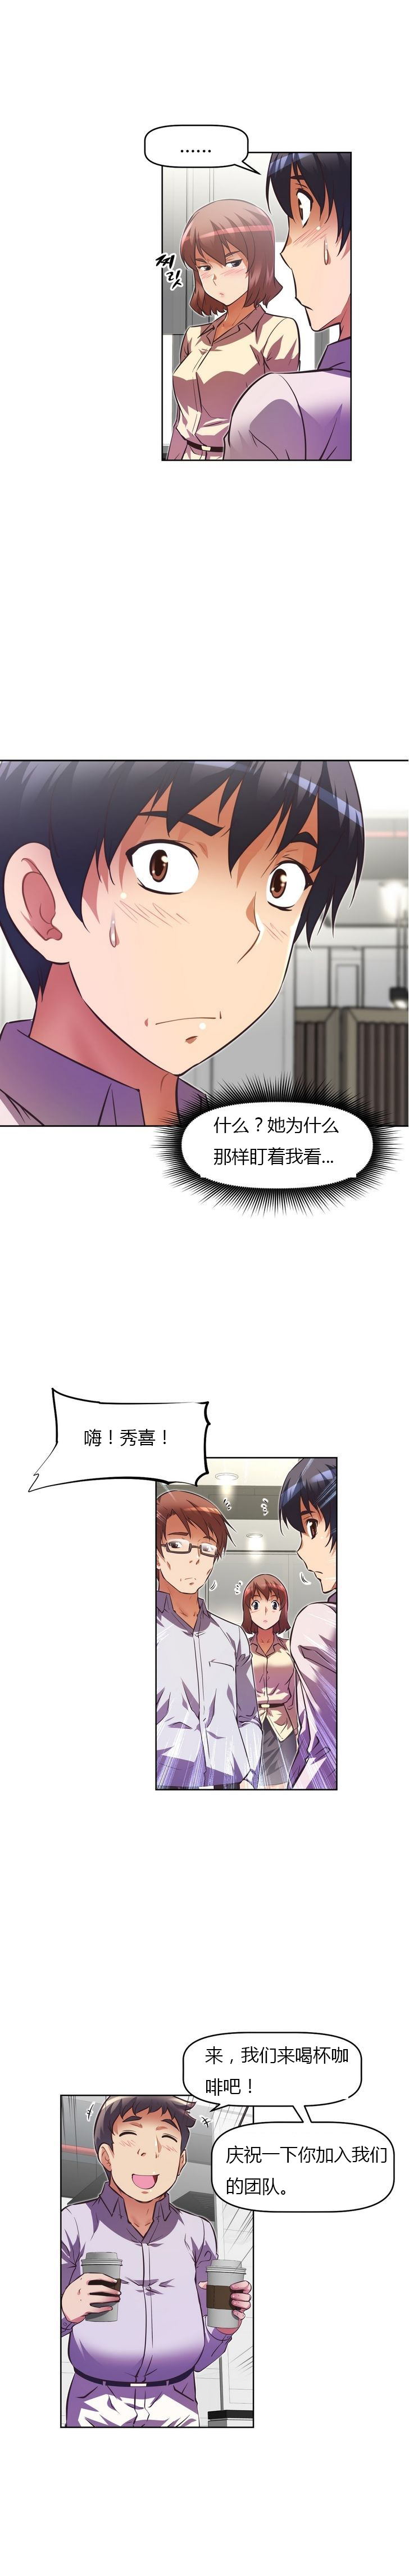 ......
찌
릿
什么？她为什么
那样盯着我看...
嗨！秀喜！
来，我们来喝杯咖
啡吧！
庆祝一下你加入我们
的团队。